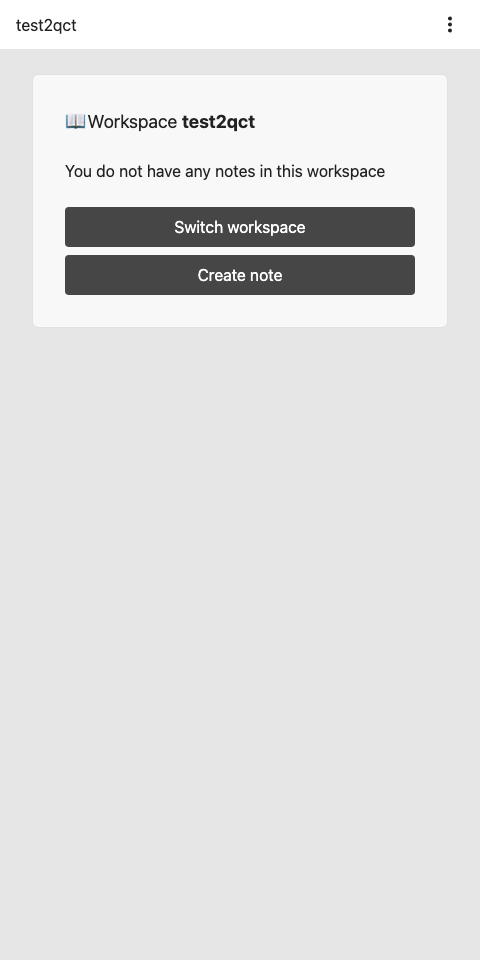 test2qct
📖Workspace test2qct
You do not have any notes in this workspace
Switch workspace
Create note